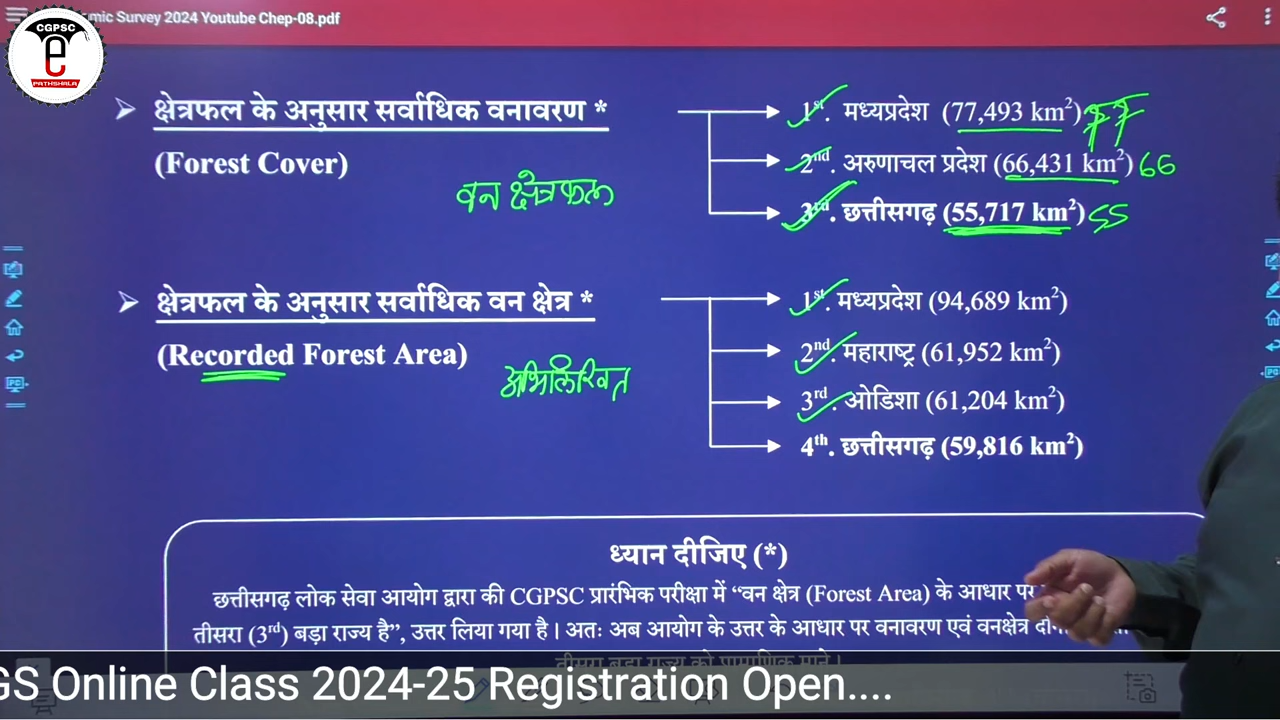 mic Survey 2024 Youtube Chep-08.pdf
CGPSC
e
PATHSHALA
➢ क्षेत्रफल के अनुसार सर्वाधिक वनावरण *
(Forest Cover)
वन क्षेत्रफल
1st. मध्यप्रदेश (77,493 km²) 77
2nd. अरुणाचल प्रदेश (66,431 km²) 66
3rd. छत्तीसगढ़ (55,717 km²) 55
➢ क्षेत्रफल के अनुसार सर्वाधिक वन क्षेत्र *
(Recorded Forest Area)
अभिलिखित
1st. मध्यप्रदेश (94,689 km²)
2nd. महाराष्ट्र (61,952 km²)
3rd. ओडिशा (61,204 km²)
4th. छत्तीसगढ़ (59,816 km²)
ध्यान दीजिए (*)
छत्तीसगढ़ लोक सेवा आयोग द्वारा की CGPSC प्रारंभिक परीक्षा में “वन क्षेत्र (Forest Area) के आधार पर
तीसरा (3rd) बड़ा राज्य है”, उत्तर लिया गया है। अतः अब आयोग के उत्तर के आधार पर वनावरण एवं वनक्षेत्र
तीसरा बड़ा राज्य को प्रामाणिक माने।
GS Online Class 2024-25 Registration Open....